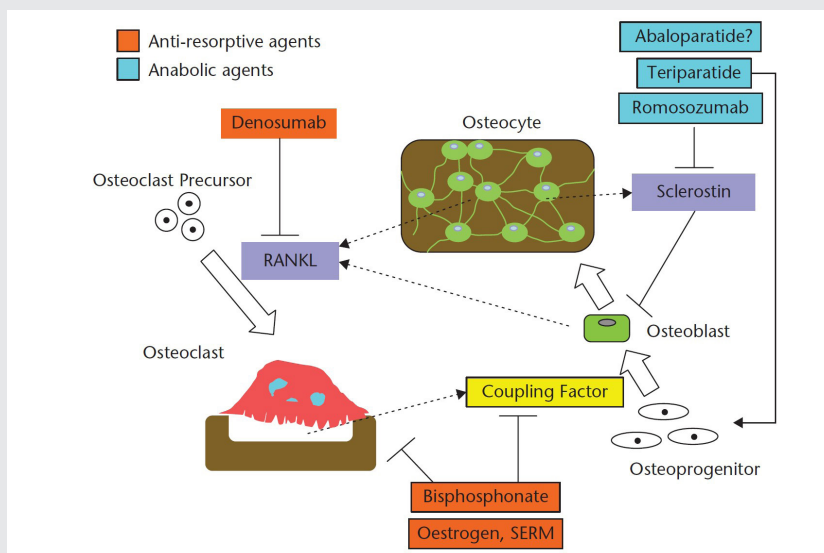 Anti-resorptive agents
Anabolic agents
Abaloparatide?
Teriparatide
Romosozumab
Denosumab
Osteocyte
Osteoclast Precursor
Sclerostin
RANKL
Osteoblast
Osteoclast
Coupling Factor
Osteoprogenitor
Bisphosphonate
Oestrogen, SERM